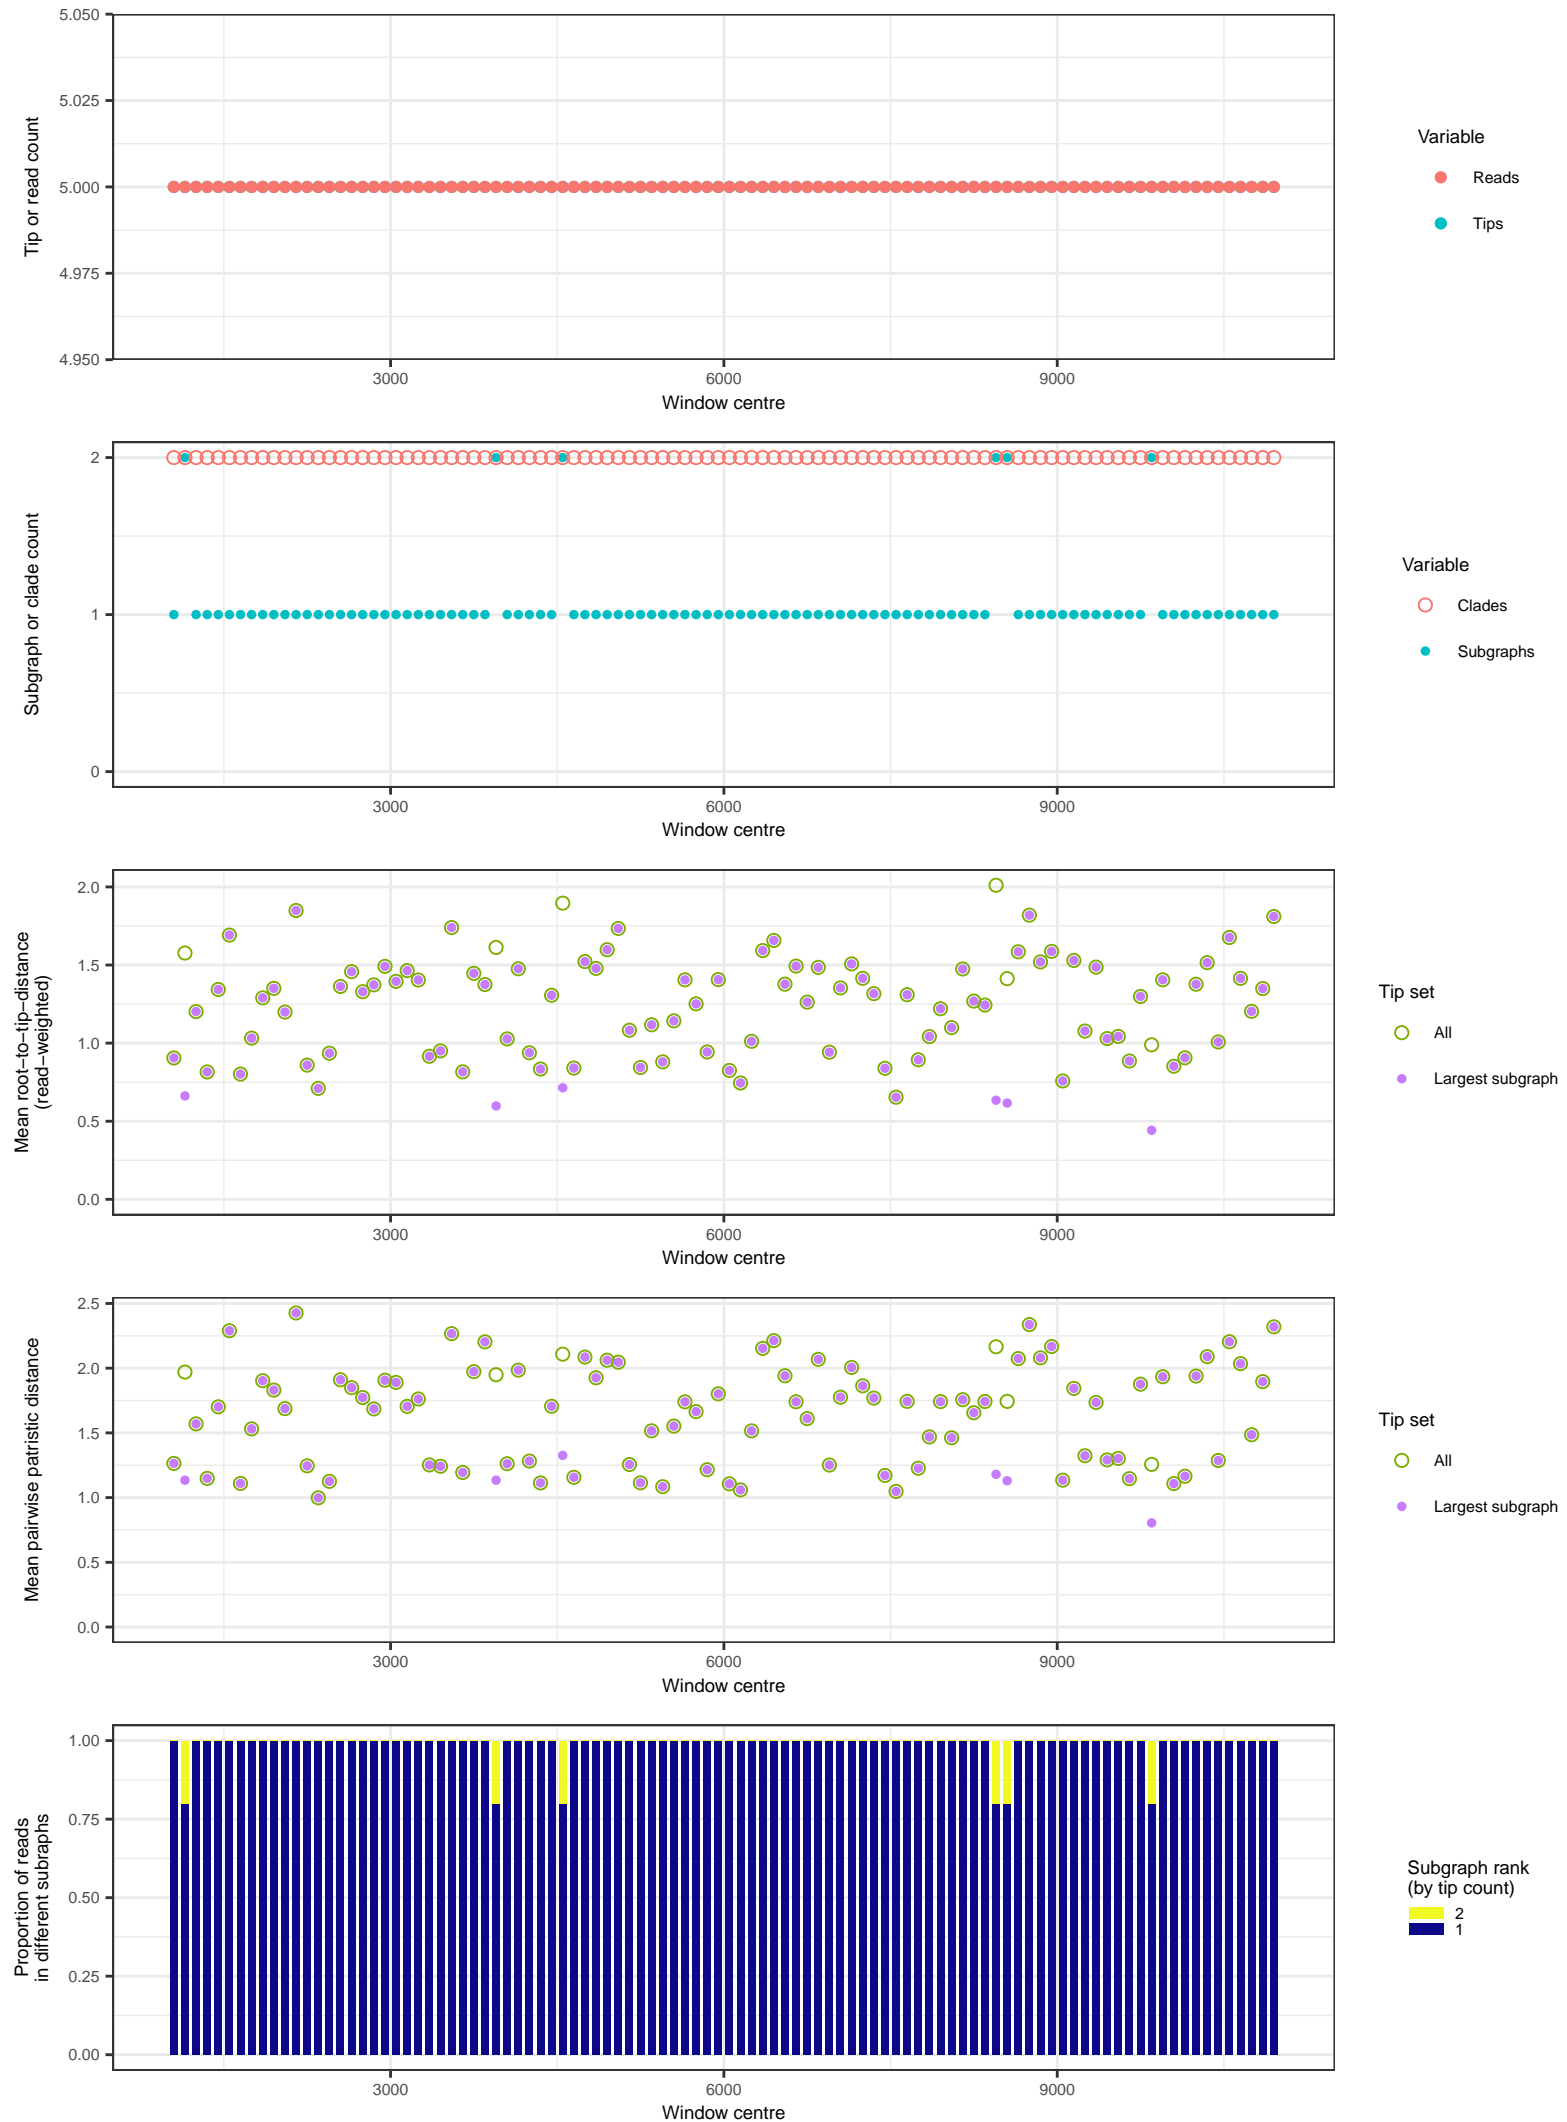 5.050
5.025
5.000
4.975
4.950
Tip or read count
3000
6000
9000
Window centre
Variable
Reads
Tips
2
1
0
Subgraph or clade count
3000
6000
9000
Window centre
Variable
Clades
Subgraphs
2.0
1.5
1.0
0.5
0.0
Mean root−to−tip−distance
(read−weighted)
3000
6000
9000
Window centre
Tip set
All
Largest subgraph
2.5
2.0
1.5
1.0
0.5
0.0
Mean pairwise patristic distance
3000
6000
9000
Window centre
Tip set
All
Largest subgraph
1.00
0.75
0.50
0.25
0.00
Proportion of reads
in different subraphs
3000
6000
9000
Window centre
Subgraph rank
(by tip count)
2
1